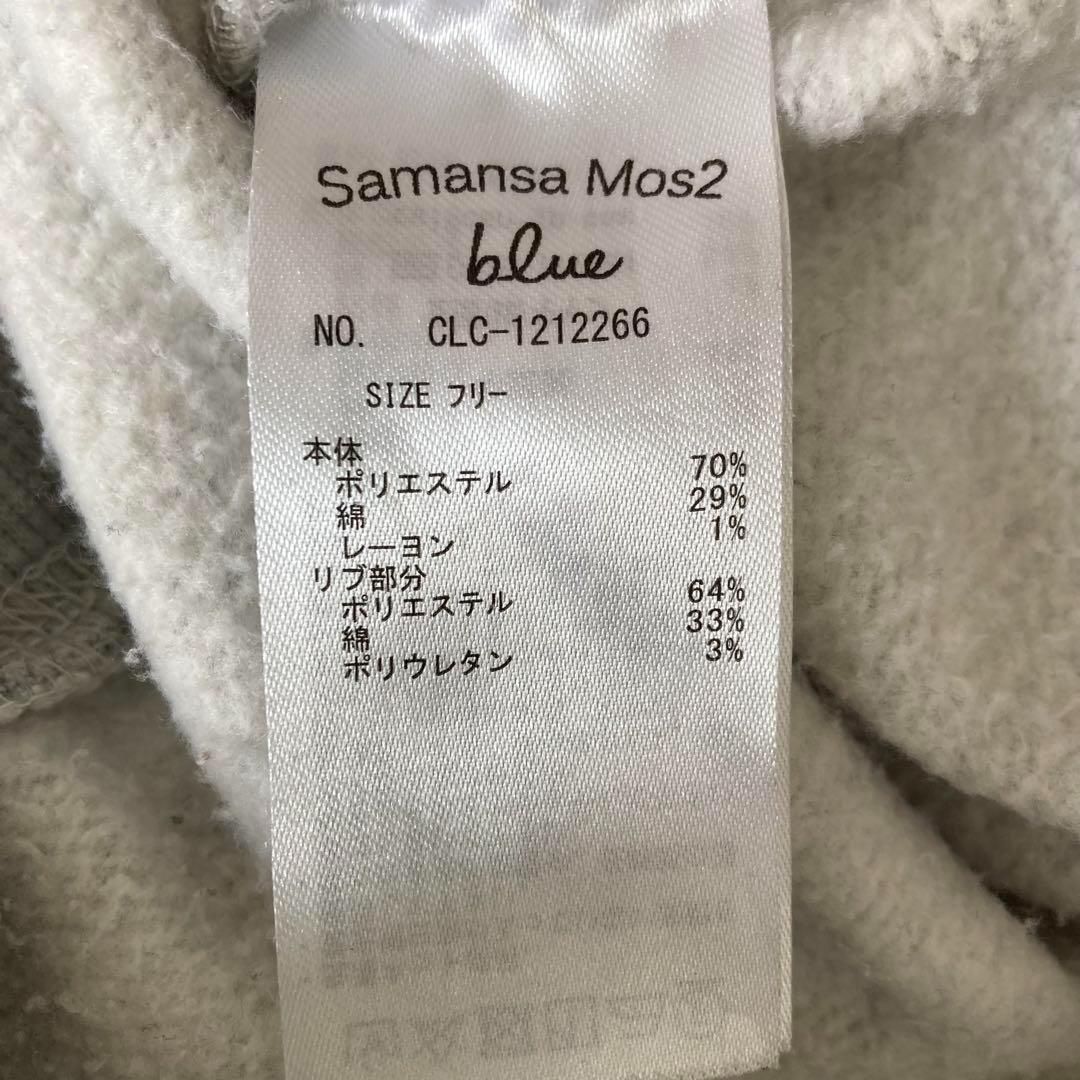 Samansa Mos2
blue
NO. CLC-1212266
SIZE フリー
本体
ポリエステル 70%
綿 29%
レーヨン 1%
リブ部分
ポリエステル 64%
綿 33%
ポリウレタン 3%